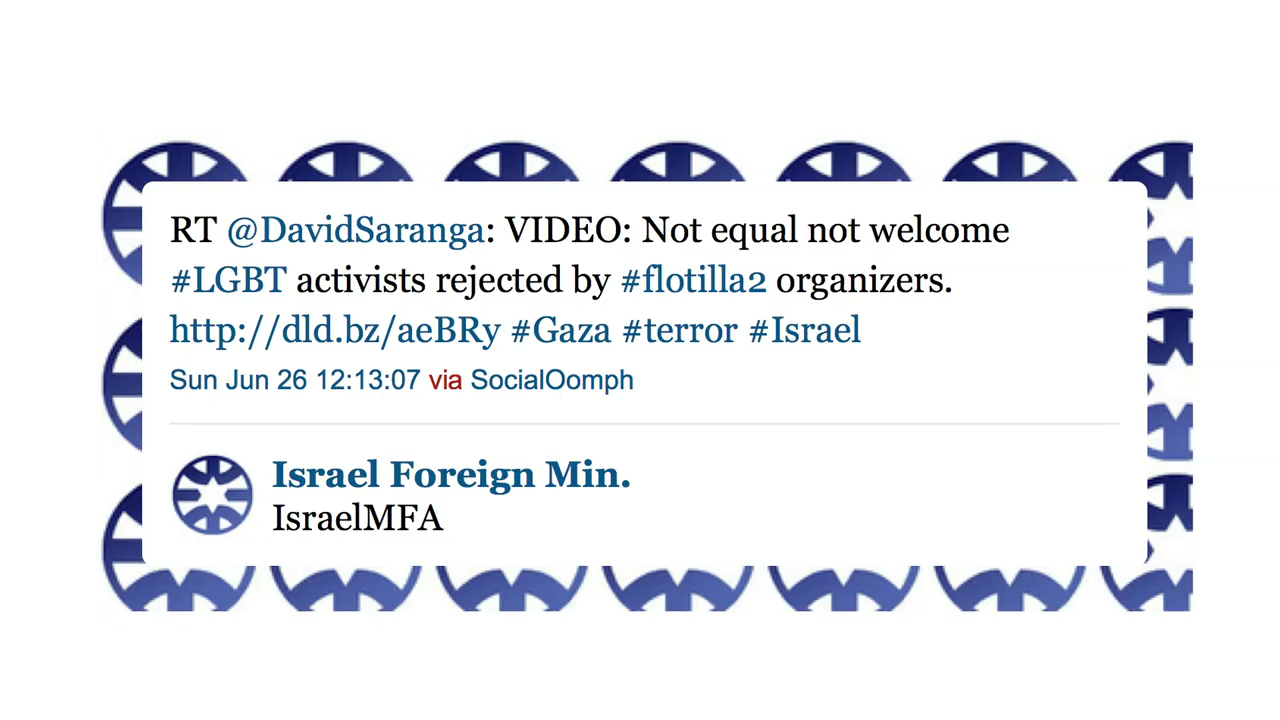 RT @DavidSaranga: VIDEO: Not equal not welcome
#LGBT activists rejected by #flotilla2 organizers.
http://dld.bz/aeBRy #Gaza #terror #Israel
Sun Jun 26 12:13:07 via SocialOomph
Israel Foreign Min.
IsraelMFA